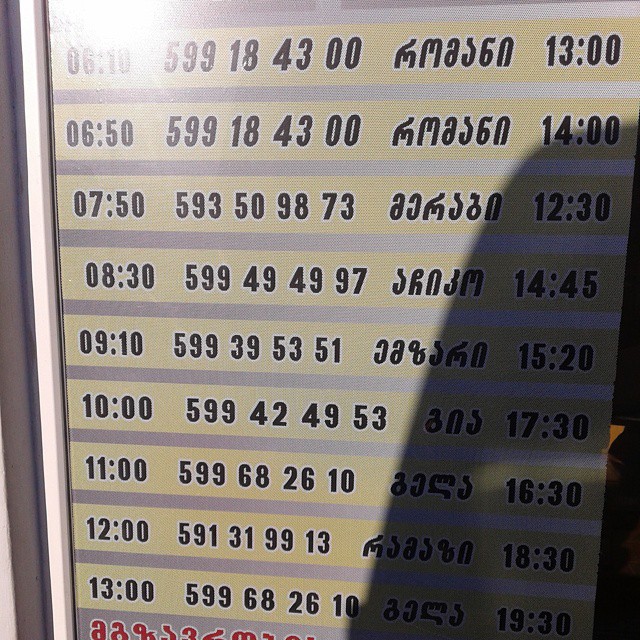 06:10 599 18 43 00 რომანი 13:00
06:50 599 18 43 00 რომანი 14:00
07:50 593 50 98 73 მერაბი 12:30
08:30 599 49 49 97 აჩიკო 14:45
09:10 599 39 53 51 ემზარი 15:20
10:00 599 42 49 53 გია 17:30
11:00 599 68 26 10 გელა 16:30
12:00 591 31 99 13 რამაზი 18:30
13:00 599 68 26 10 გელა 19:30